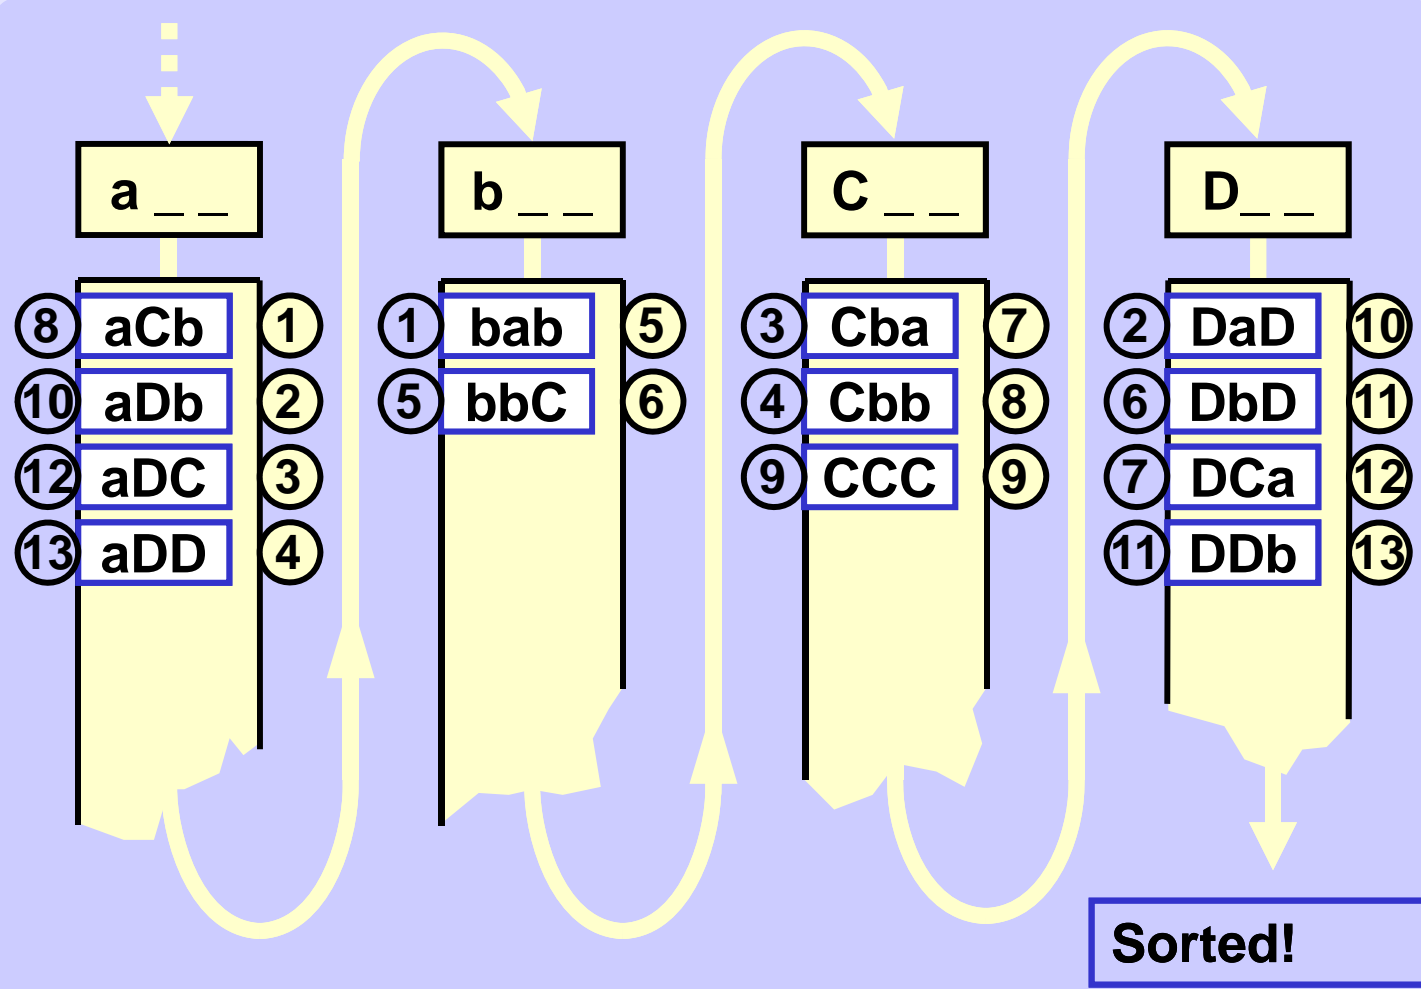 a _ _
b _ _
C _ _
D_ _
8 aCb 1
10 aDb 2
12 aDC 3
13 aDD 4
1 bab 5
5 bbC 6
3 Cba 7
4 Cbb 8
9 CCC 9
2 DaD 10
6 DbD 11
7 DCa 12
11 DDb 13
Sorted!